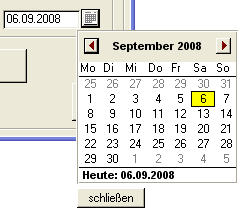 06.09.2008
September 2008
Mo Di Mi Do Fr Sa So
25 26 27 28 29 30 31
1 2 3 4 5 6 7
8 9 10 11 12 13 14
15 16 17 18 19 20 21
22 23 24 25 26 27 28
29 30 1 2 3 4 5
Heute: 06.09.2008
schließen